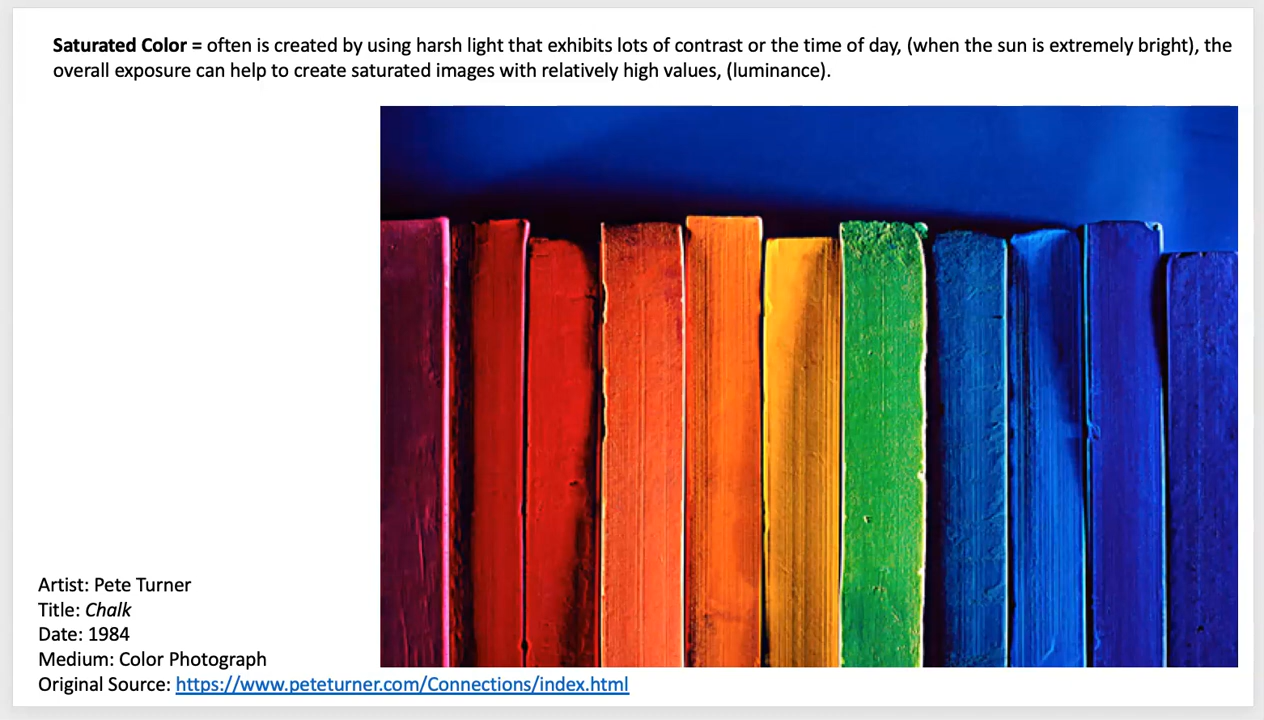 Saturated Color = often is created by using harsh light that exhibits lots of contrast or the time of day, (when the sun is extremely bright), the
overall exposure can help to create saturated images with relatively high values, (luminance).
Artist: Pete Turner
Title: Chalk
Date: 1984
Medium: Color Photograph
Original Source: https://www.peteturner.com/Connections/index.html